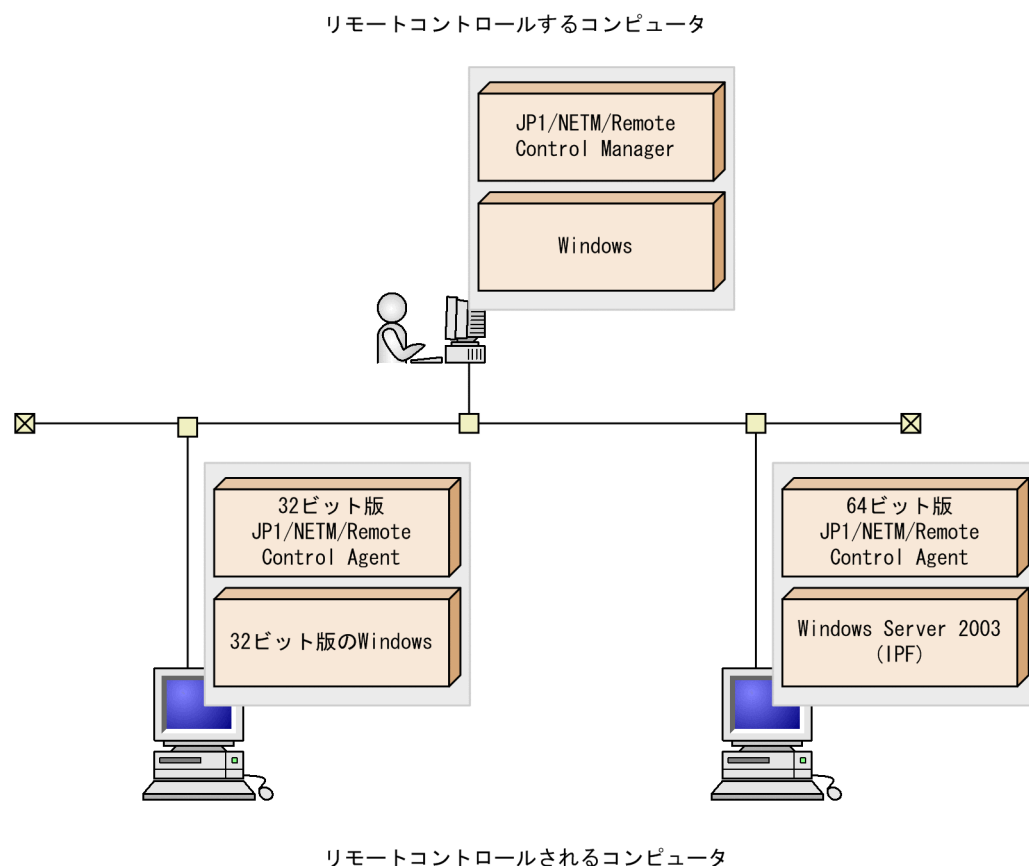 リモートコントロールするコンピュータ
JP1/NETM/Remote
Control Manager
Windows
32ビット版
JP1/NETM/Remote
Control Agent
32ビット版のWindows
64ビット版
JP1/NETM/Remote
Control Agent
Windows Server 2003
(IPF)
リモートコントロールされるコンピュータ